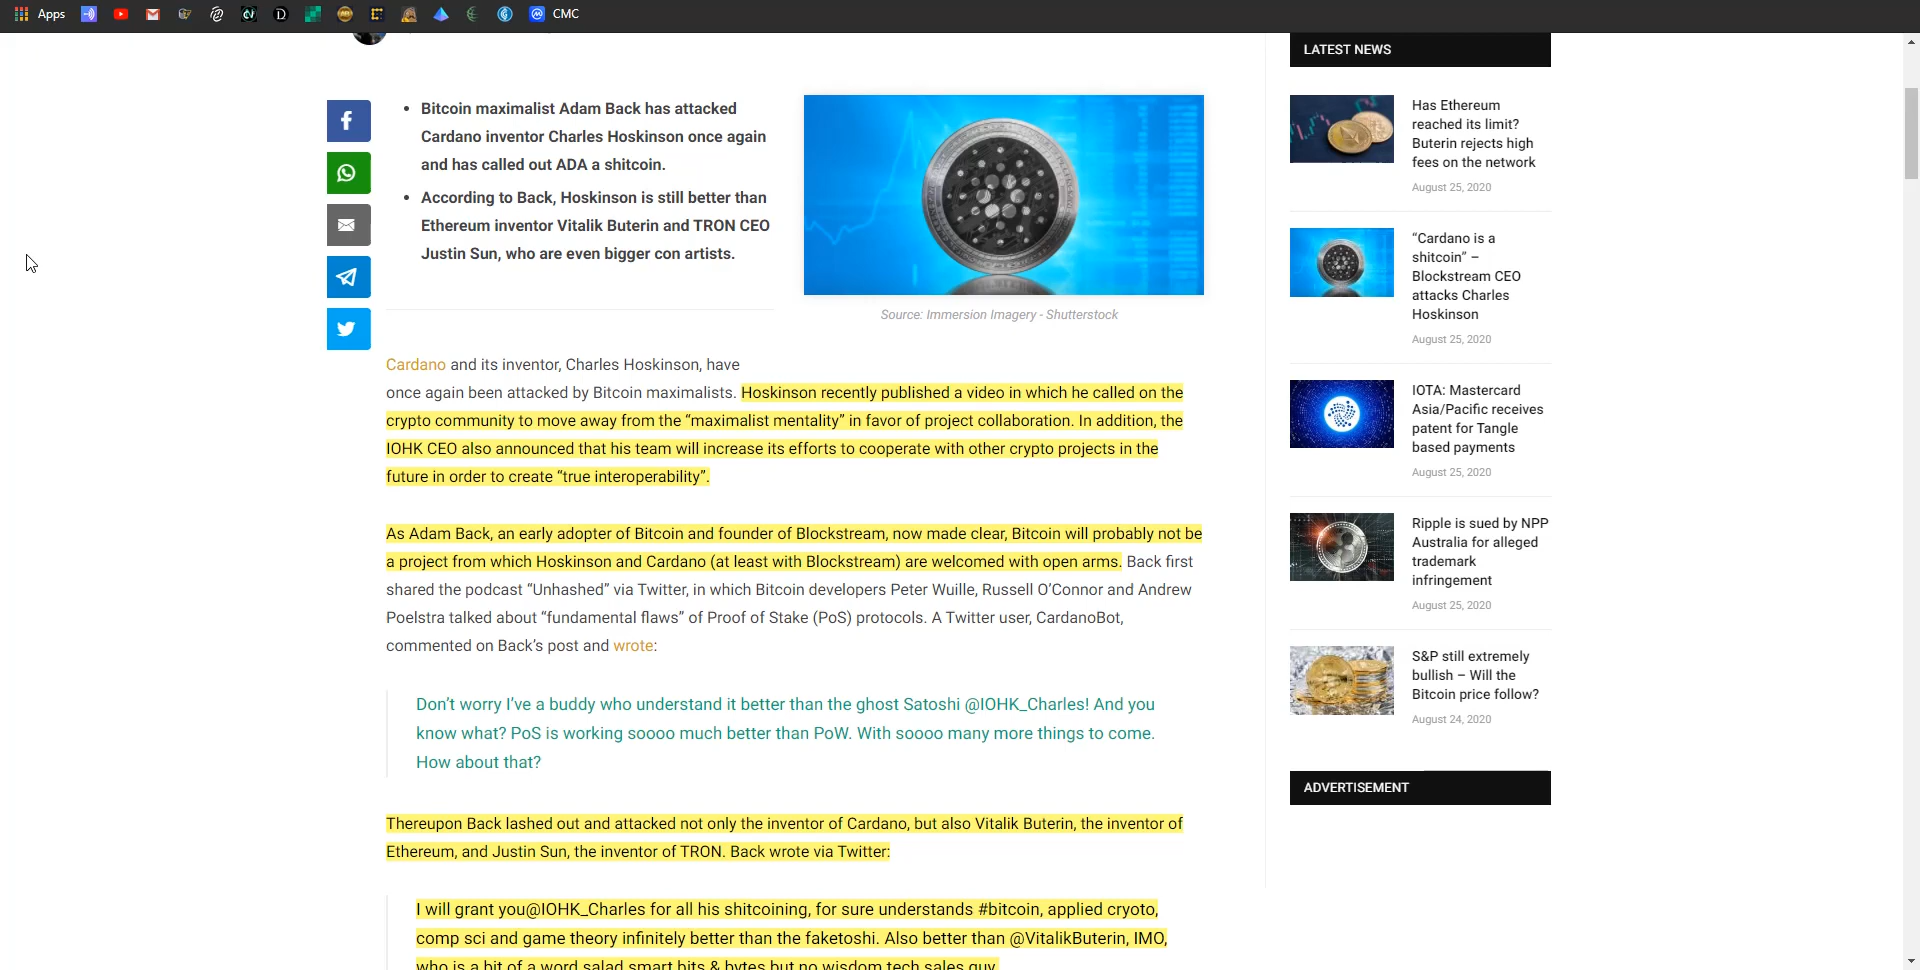 Apps
CMC
Bitcoin maximalist Adam Back has attacked
Cardano inventor Charles Hoskinson once again
and has called out ADA a shitcoin.
According to Back, Hoskinson is still better than
Ethereum inventor Vitalik Buterin and TRON CEO
Justin Sun, who are even bigger con artists.
Source: Immersion Imagery - Shutterstock
Cardano and its inventor, Charles Hoskinson, have
once again been attacked by Bitcoin maximalists. Hoskinson recently published a video in which he called on the
crypto community to move away from the “maximalist mentality” in favor of project collaboration. In addition, the
IOHK CEO also announced that his team will increase its efforts to cooperate with other crypto projects in the
future in order to create “true interoperability”.
As Adam Back, an early adopter of Bitcoin and founder of Blockstream, now made clear, Bitcoin will probably not be
a project from which Hoskinson and Cardano (at least with Blockstream) are welcomed with open arms. Back first
shared the podcast “Unhashed” via Twitter, in which Bitcoin developers Peter Wuille, Russell O’Connor and Andrew
Poelstra talked about “fundamental flaws” of Proof of Stake (PoS) protocols. A Twitter user, CardanoBot,
commented on Back’s post and wrote:
Don’t worry I’ve a buddy who understand it better than the ghost Satoshi @IOHK_Charles! And you
know what? PoS is working soooo much better than PoW. With soooo many more things to come.
How about that?
Thereupon Back lashed out and attacked not only the inventor of Cardano, but also Vitalik Buterin, the inventor of
Ethereum, and Justin Sun, the inventor of TRON. Back wrote via Twitter:
I will grant you@IOHK_Charles for all his shitcoining, for sure understands #bitcoin, applied cryoto,
comp sci and game theory infinitely better than the faketoshi. Also better than @VitalikButerin, IMO,
who is a bit of a word salad smart bits & bytes but no wisdom tech sales guy.
LATEST NEWS
Has Ethereum
reached its limit?
Buterin rejects high
fees on the network
August 25, 2020
“Cardano is a
shitcoin” –
Blockstream CEO
attacks Charles
Hoskinson
August 25, 2020
IOTA: Mastercard
Asia/Pacific receives
patent for Tangle
based payments
August 25, 2020
Ripple is sued by NPP
Australia for alleged
trademark
infringement
August 25, 2020
S&P still extremely
bullish – Will the
Bitcoin price follow?
August 24, 2020
ADVERTISEMENT